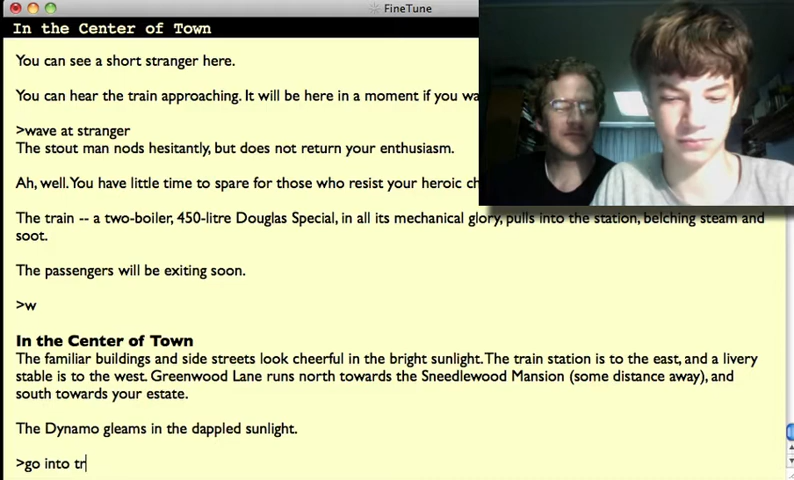 FineTune
In the Center of Town
You can see a short stranger here.
You can hear the train approaching. It will be here in a moment if you
>wave at stranger
The stout man nods hesitantly, but does not return your enthusiasm.
Ah, well. You have little time to spare for those who resist your heroic
The train -- a two-boiler, 450-litre Douglas Special, in all its mechanical glory, pulls into the station, belching steam and
soot.
The passengers will be exiting soon.
>w
In the Center of Town
The familiar buildings and side streets look cheerful in the bright sunlight. The train station is to the east, and a livery
stable is to the west. Greenwood Lane runs north towards the Sneedlewood Mansion (some distance away), and
south towards your estate.
The Dynamo gleams in the dappled sunlight.
>go into tr